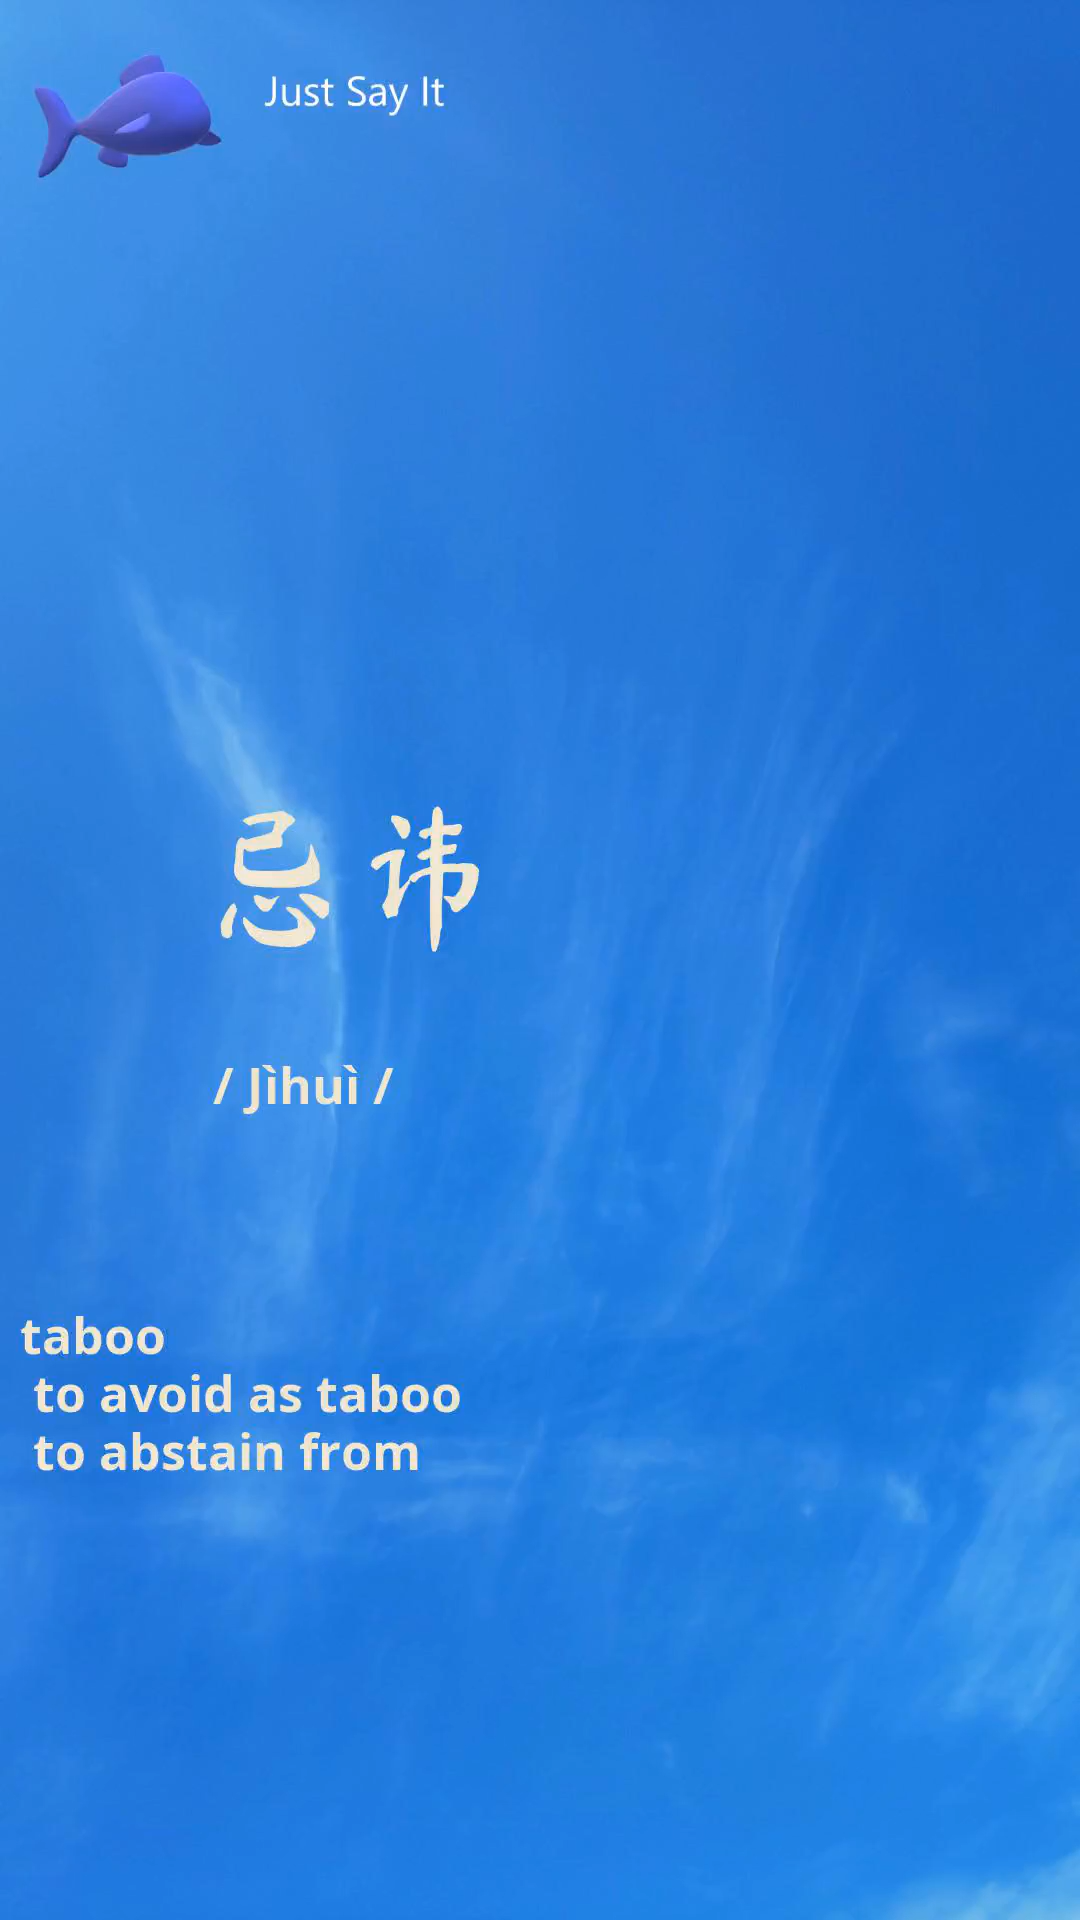 Just Say It
忌讳
/ Jìhuì /
taboo
to avoid as taboo
to abstain from